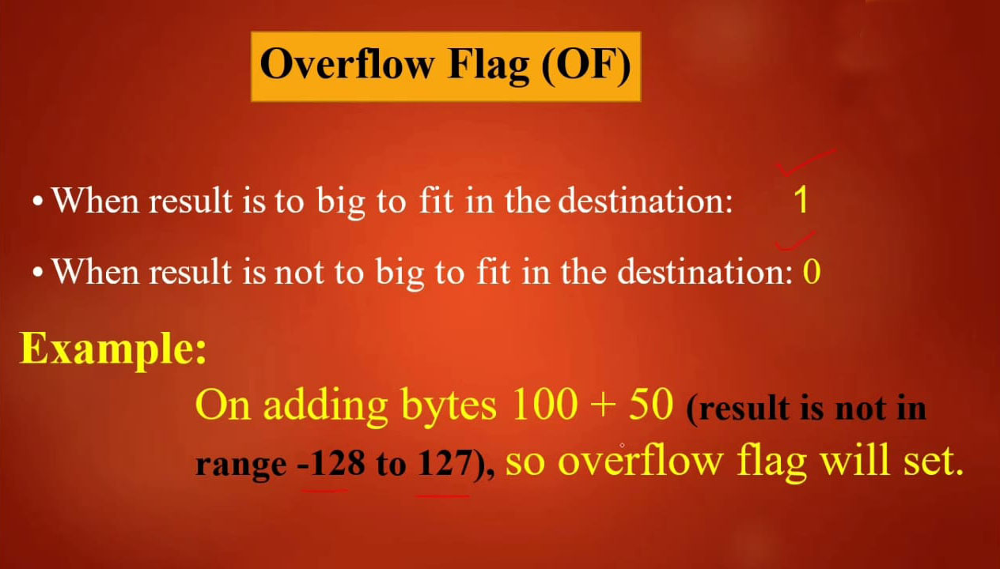 Overflow Flag (OF)
• When result is to big to fit in the destination: 1
• When result is not to big to fit in the destination: 0
Example:
On adding bytes 100 + 50 (result is not in
range -128 to 127), so overflow flag will set.